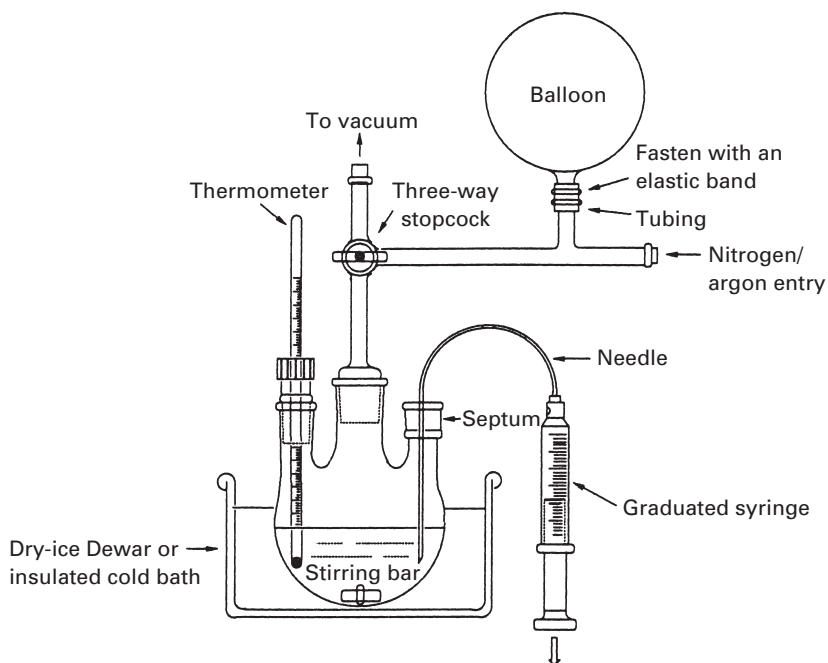 Balloon
To vacuum
Fasten with an
elastic band
Thermometer
Three-way
stopcock
Tubing
Nitrogen/
argon entry
Needle
Septum
Graduated syringe
Dry-ice Dewar or
insulated cold bath
Stirring bar